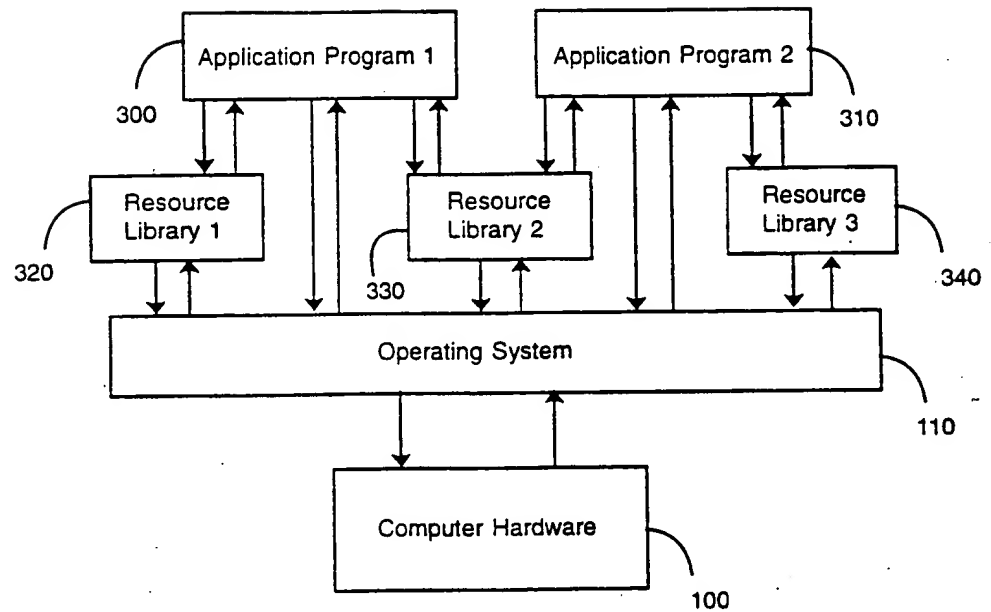 Application Program 1
Application Program 2
300
310
Resource
Library 1
Resource
Library 2
Resource
Library 3
320
330
340
Operating System
110
Computer Hardware
100